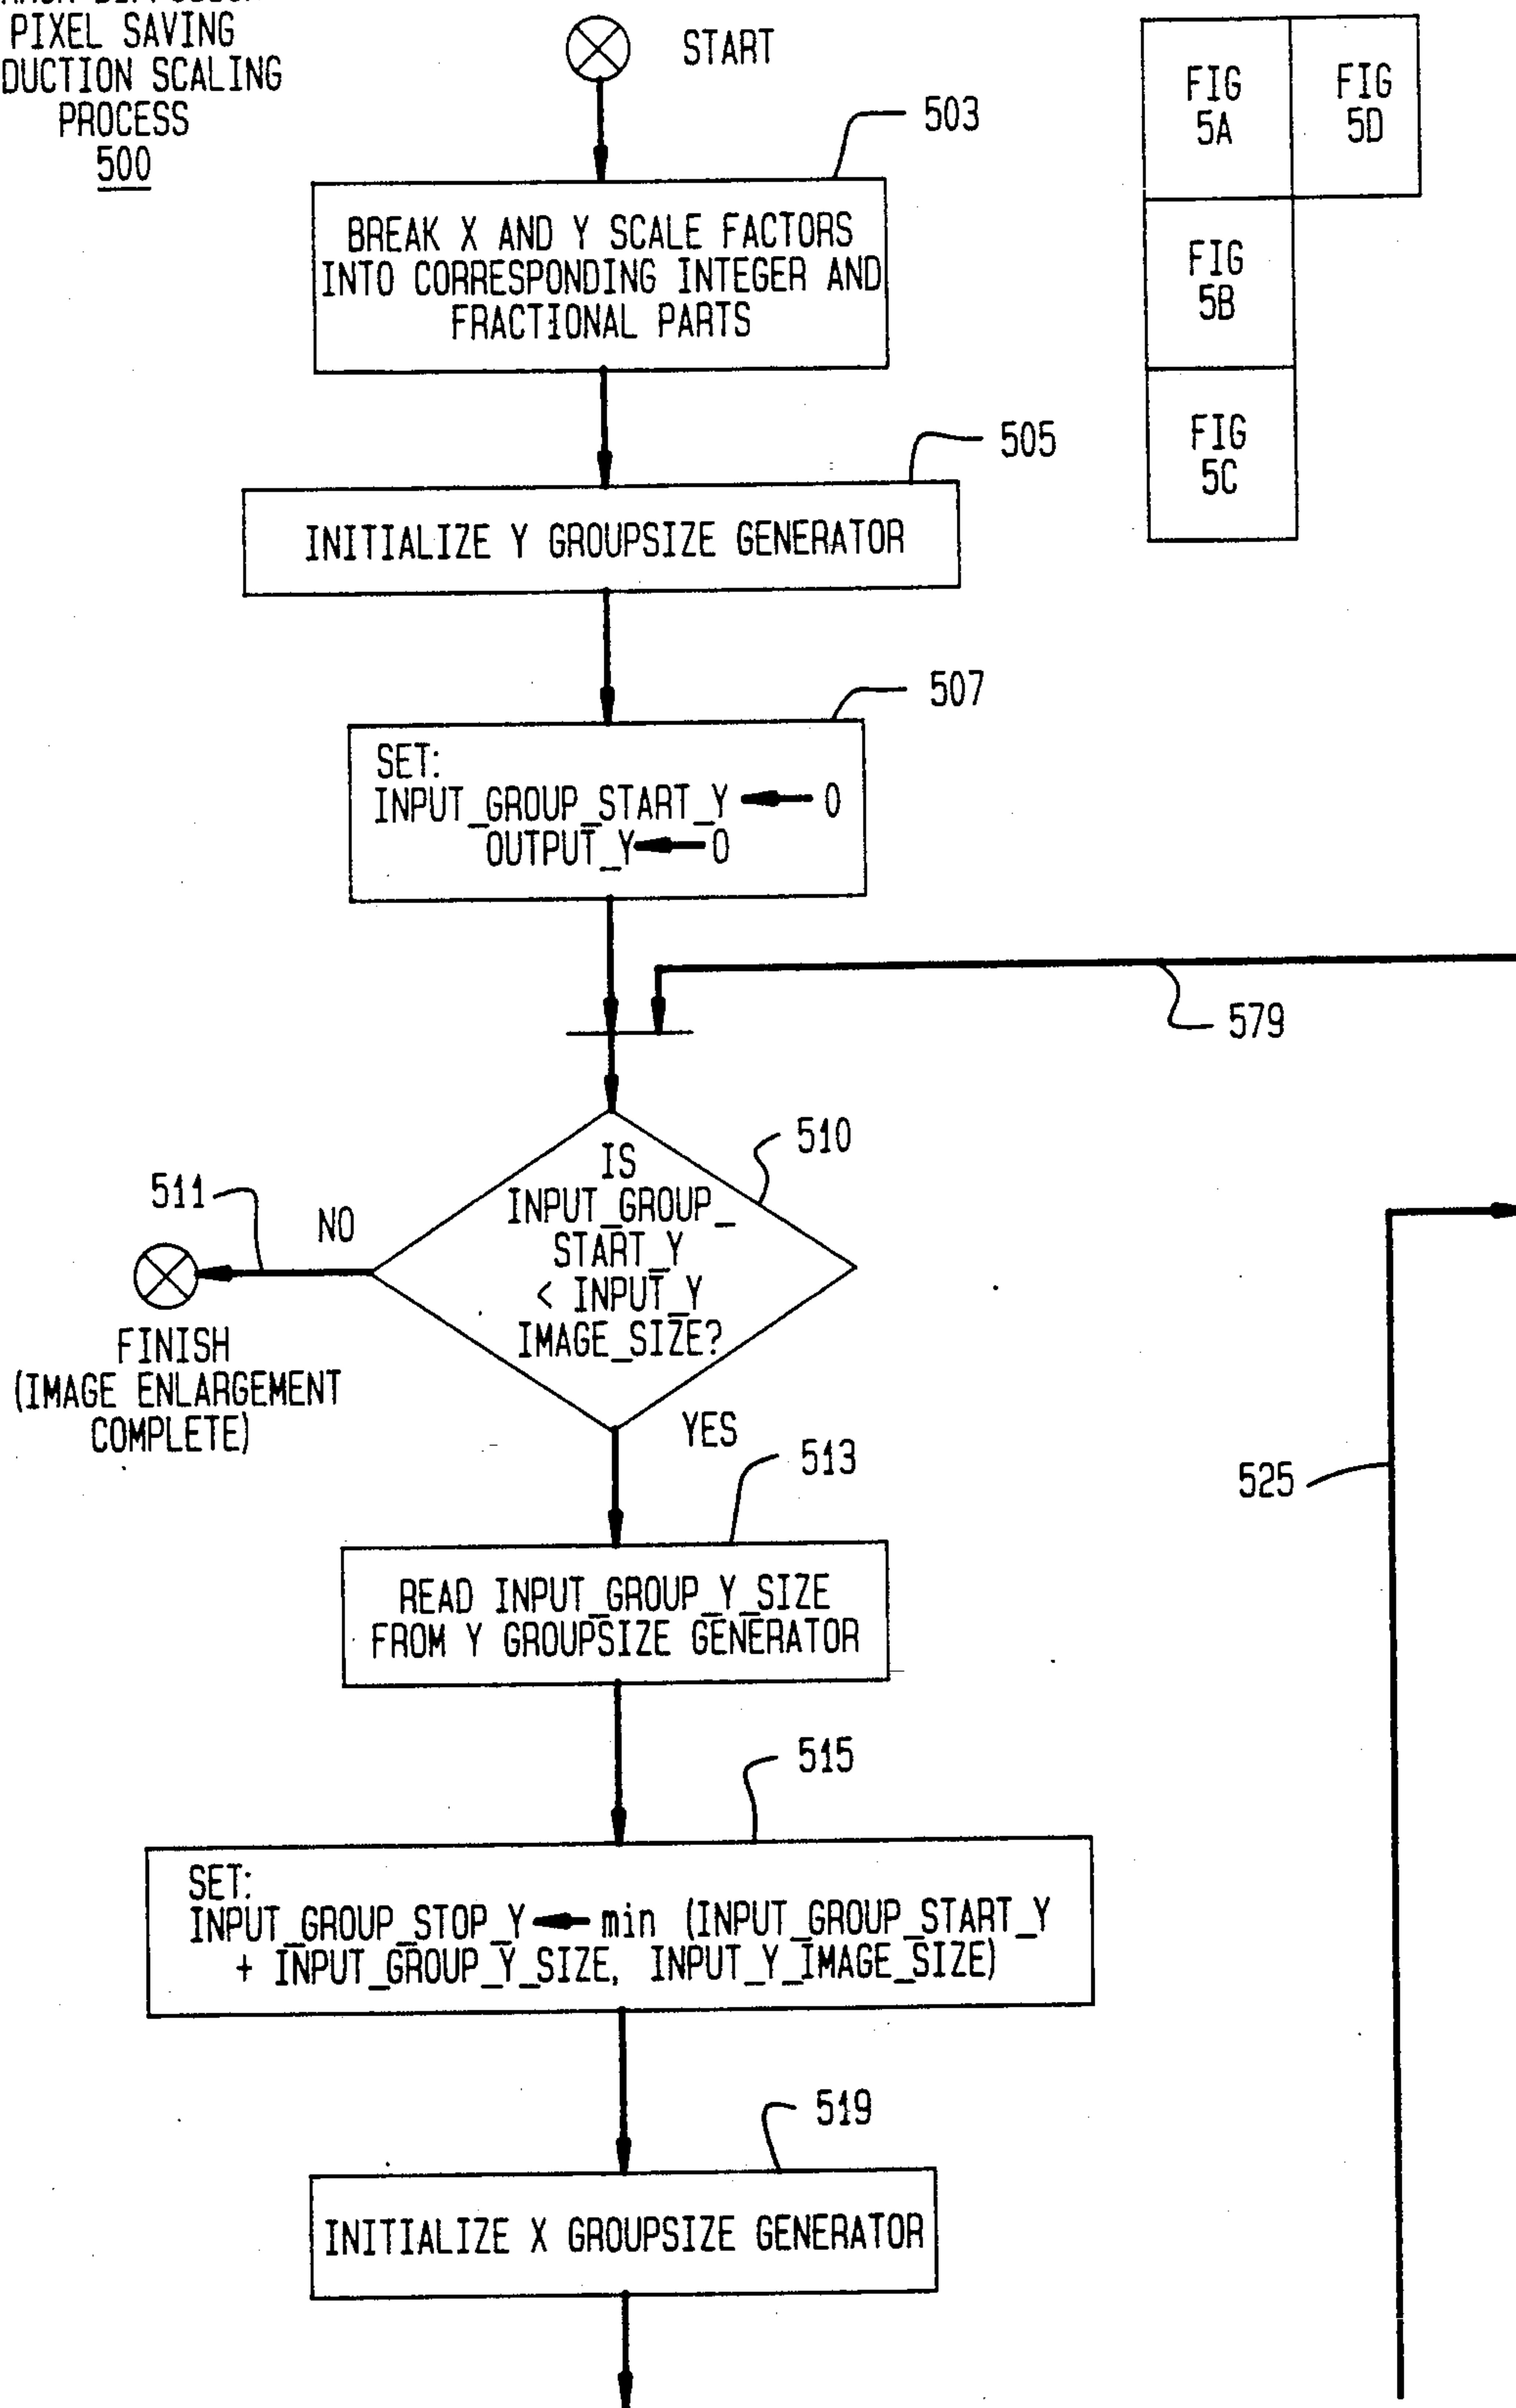 PIXEL SAVING
DUCTION SCALING
PROCESS
500
START
FIG
5A
FIG
5D
FIG
5B
FIG
5C
503
BREAK X AND Y SCALE FACTORS
INTO CORRESPONDING INTEGER AND
FRACTIONAL PARTS
505
INITIALIZE Y GROUPSIZE GENERATOR
507
SET:
INPUT_GROUP_START_Y ← 0
OUTPUT_Y ← 0
579
510
IS
INPUT_GROUP_
START_Y
< INPUT_Y
IMAGE_SIZE?
511
NO
FINISH
(IMAGE ENLARGEMENT
COMPLETE)
YES
513
525
READ INPUT_GROUP_Y_SIZE
FROM Y GROUPSIZE GENERATOR
515
SET:
INPUT_GROUP_STOP_Y ← min (INPUT_GROUP_START_Y
+ INPUT_GROUP_Y_SIZE, INPUT_Y_IMAGE_SIZE)
519
INITIALIZE X GROUPSIZE GENERATOR